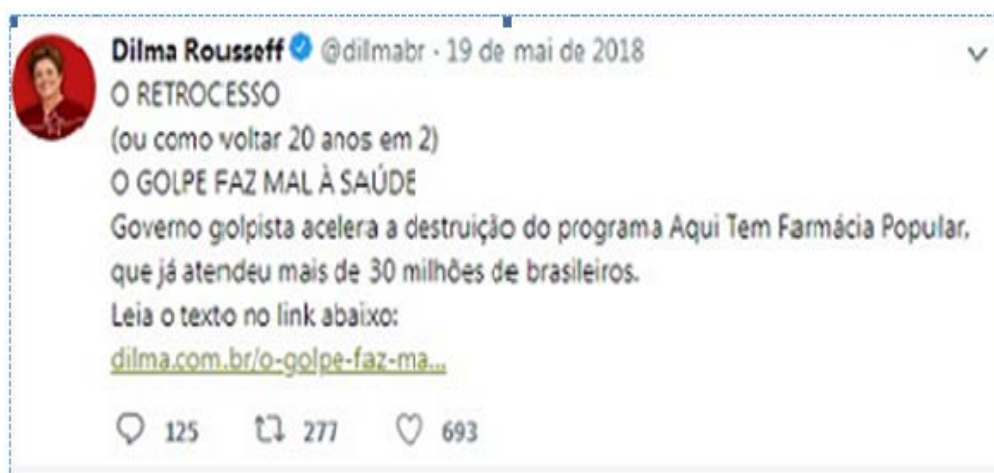 Dilma Rousseff @dilmabr · 19 de mai de 2018
O RETROCESSO
(ou como voltar 20 anos em 2)
O GOLPE FAZ MAL À SAÚDE
Governo golpista acelera a destruição do programa Aqui Tem Farmácia Popular,
que já atendeu mais de 30 milhões de brasileiros.
Leia o texto no link abaixo:
dilma.com.br/o-golpe-faz-ma...
125 277 693